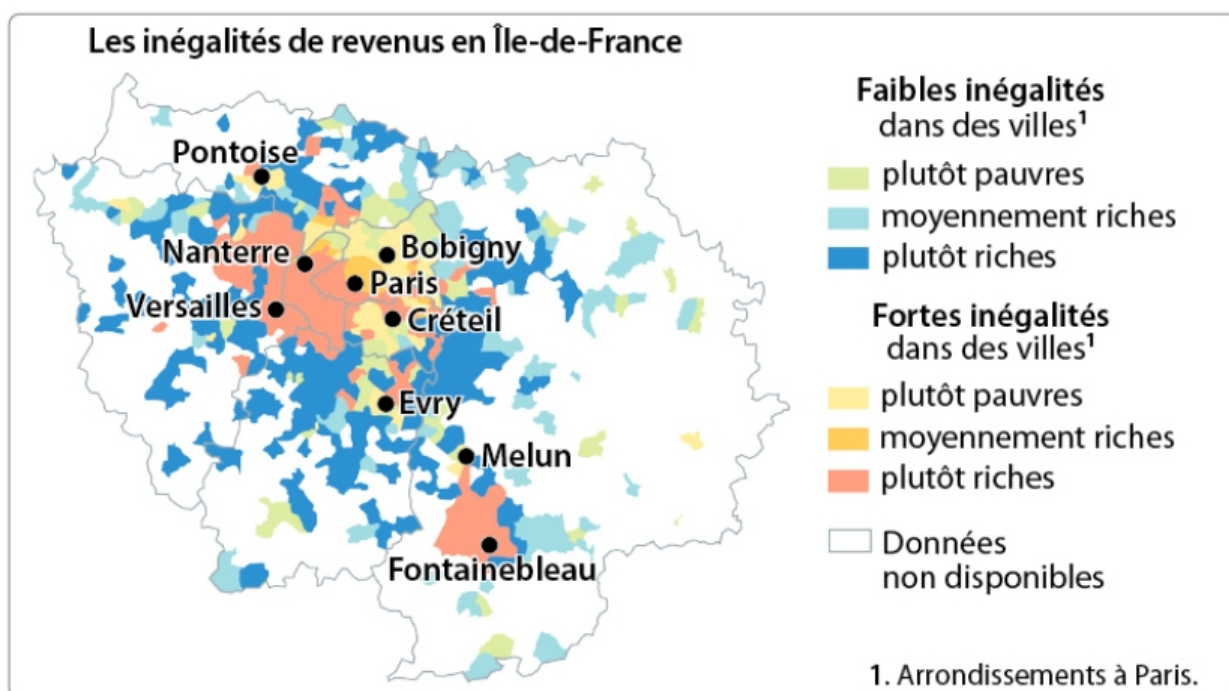 Les inégalités de revenus en Île-de-France
Pontoise
Nanterre
Bobigny
Paris
Versailles
Créteil
Evry
Melun
Fontainebleau
Faibles inégalités
dans des villes¹
plutôt pauvres
moyennement riches
plutôt riches
Fortes inégalités
dans des villes¹
plutôt pauvres
moyennement riches
plutôt riches
Données
non disponibles
1. Arrondissements à Paris.